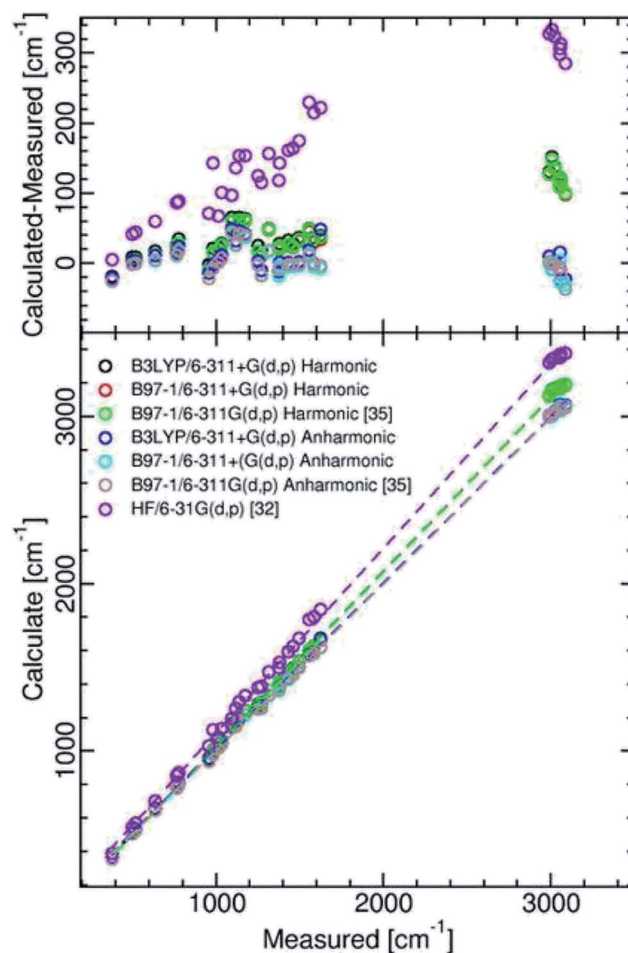 Calculated-Measured [cm-1]
300
200
100
0
Calculate [cm-1]
3000
2000
1000
B3LYP/6-311+G(d,p) Harmonic
B97-1/6-311+G(d,p) Harmonic
B97-1/6-311G(d,p) Harmonic [35]
B3LYP/6-311+G(d,p) Anharmonic
B97-1/6-311+(G(d,p) Anharmonic
B97-1/6-311G(d,p) Anharmonic [35]
HF/6-31G(d,p) [32]
1000 2000 3000
Measured [cm-1]